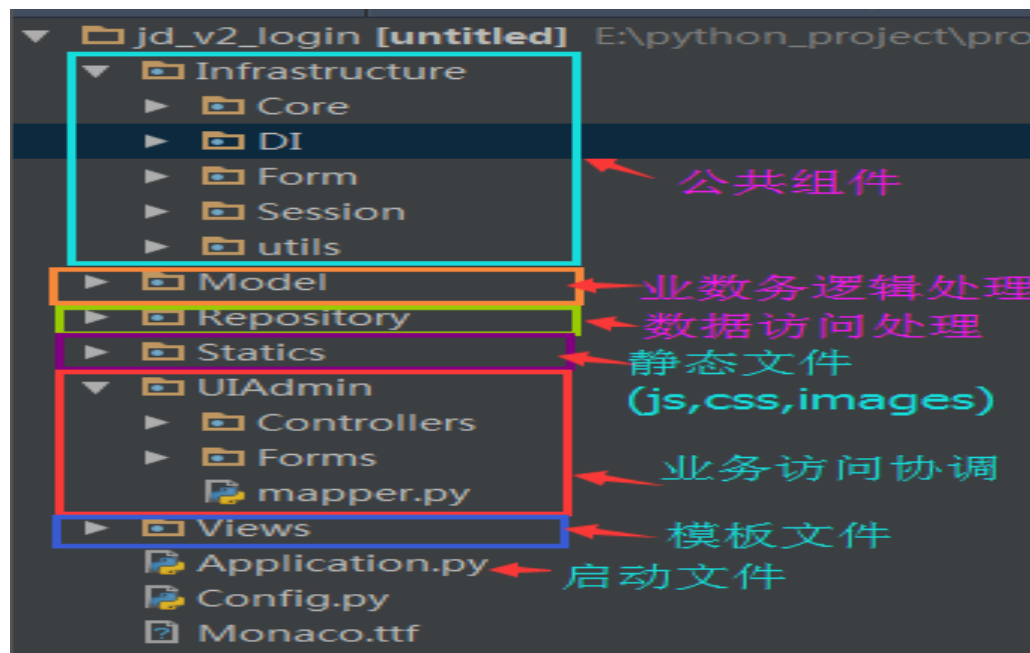 jd_v2_login [untitled] E:\python_project\pro
Infrastructure
Core
DI
Form
公共组件
Session
utils
Model
业数务逻辑处理
Repository
数据访问处理
Statics
静态文件
UIAdmin
(js,css,images)
Controllers
Forms
业务访问协调
mapper.py
Views
模板文件
Application.py
启动文件
Config.py
Monaco.ttf